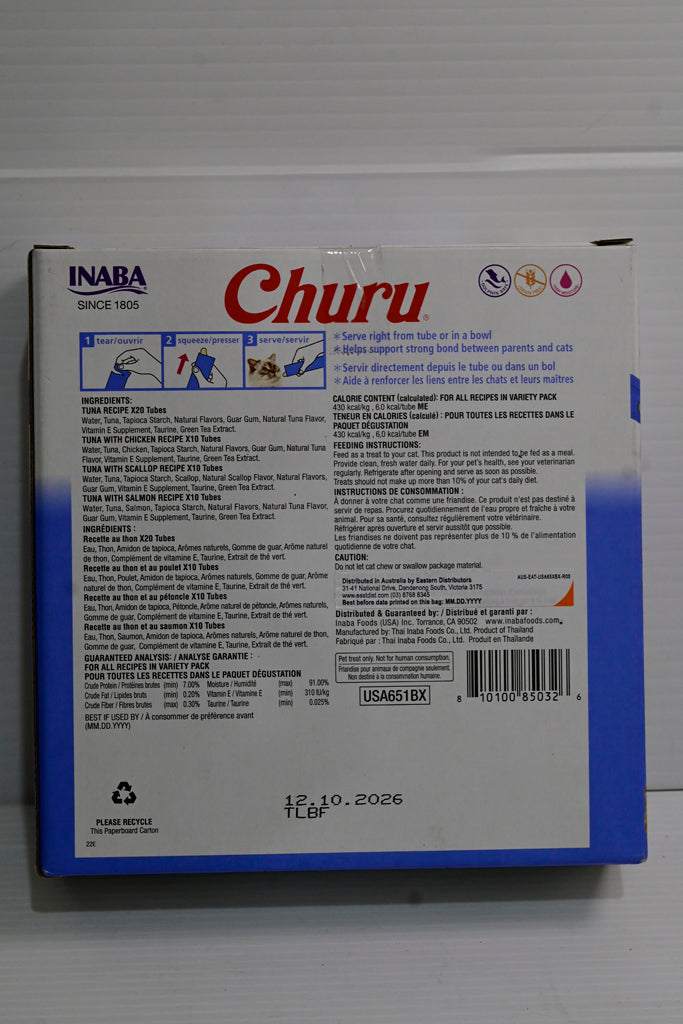 INABA
SINCE 1805
Churu®
DOLPHIN SAFE
GRAIN FREE
HIGH MOISTURE
1 tear/ouvrir
2 squeeze/presser
3 serve/servir
*Serve right from tube or in a bowl
*Helps support strong bond between parents and cats
*Servir directement depuis le tube ou dans un bol
*Aide à renforcer les liens entre les chats et leurs maîtres
INGREDIENTS:
TUNA RECIPE X20 Tubes
Water, Tuna, Tapioca Starch, Natural Flavors, Guar Gum, Natural Tuna Flavor,
Vitamin E Supplement, Taurine, Green Tea Extract.
TUNA WITH CHICKEN RECIPE X10 Tubes
Water, Tuna, Chicken, Tapioca Starch, Natural Flavors, Guar Gum, Natural Tuna
Flavor, Vitamin E Supplement, Taurine, Green Tea Extract.
TUNA WITH SCALLOP RECIPE X10 Tubes
Water, Tuna, Tapioca Starch, Scallop, Natural Scallop Flavor, Natural Flavors,
Guar Gum, Vitamin E Supplement, Taurine, Green Tea Extract.
TUNA WITH SALMON RECIPE X10 Tubes
Water, Tuna, Salmon, Tapioca Starch, Natural Flavors, Natural Tuna Flavor,
Guar Gum, Vitamin E Supplement, Taurine, Green Tea Extract.
INGRÉDIENTS :
Recette au thon X20 Tubes
Eau, Thon, Amidon de tapioca, Arômes naturels, Gomme de guar, Arôme naturel
de thon, Complément de vitamine E, Taurine, Extrait de thé vert.
Recette au thon et au poulet X10 Tubes
Eau, Thon, Poulet, Amidon de tapioca, Arômes naturels, Gomme de guar, Arôme
naturel de thon, Complément de vitamine E, Taurine, Extrait de thé vert.
Recette au thon et au pétoncle X10 Tubes
Eau, Thon, Amidon de tapioca, Pétoncle, Arôme naturel de pétoncle, Arômes naturels,
Gomme de guar, Complément de vitamine E, Taurine, Extrait de thé vert.
Recette au thon et au saumon X10 Tubes
Eau, Thon, Saumon, Amidon de tapioca, Arômes naturels, Arôme naturel de thon,
Gomme de guar, Complément de vitamine E, Taurine, Extrait de thé vert.
GUARANTEED ANALYSIS: / ANALYSE GARANTIE :
FOR ALL RECIPES IN VARIETY PACK
POUR TOUTES LES RECETTES DANS LE PAQUET DÉGUSTATION
Crude Protein / Protéines brutes (min) 7.00% Moisture / Humidité (max) 91.00%
Crude Fat / Lipides bruts (min) 0.20% Vitamin E / Vitamine E (min) 310 IU/kg
Crude Fiber / Fibres brutes (max) 0.30% Taurine / Taurine (min) 0.025%
BEST IF USED BY / À consommer de préférence avant
(MM.DD.YYYY)
CALORIE CONTENT (calculated): FOR ALL RECIPES IN VARIETY PACK
430 kcal/kg , 6.0 kcal/tube ME
TENEUR EN CALORIES (calculé) : POUR TOUTES LES RECETTES DANS LE
PAQUET DÉGUSTATION
430 kcal/kg , 6,0 kcal/tube EM
FEEDING INSTRUCTIONS:
Feed as a treat to your cat. This product is not intended to be fed as a meal.
Provide clean, fresh water daily. For your pet's health, see your veterinarian
regularly. Refrigerate after opening and serve as soon as possible.
Treats should not make up more than 10% of your cat's daily diet.
INSTRUCTIONS DE CONSOMMATION :
À donner à votre chat comme une friandise. Ce produit n'est pas destiné à
servir de repas. Procurez quotidiennement de l'eau propre et fraîche à votre
animal. Pour sa santé, consultez régulièrement votre vétérinaire.
Réfrigérer après ouverture et servir aussitôt que possible.
Les friandises ne doivent pas représenter plus de 10 % de l'alimentation
quotidienne de votre chat.
CAUTION:
Do not let cat chew or swallow package material.
AUS-EAT-USA65XBX-R00
Distributed in Australia by Eastern Distributors
31-41 National Drive, Dandenong South, Victoria 3175
www.eastdist.com (03) 8768 8345
Best before date printed on this bag: MM.DD.YYYY
Distributed & Guaranteed by: / Distribué et garanti par :
Inaba Foods (USA) Inc. Torrance, CA 90502 www.inabafoods.com
Manufactured by: Thai Inaba Foods Co., Ltd. Product of Thailand
Fabriqué par : Thai Inaba Foods Co., Ltd. Produit en Thaïlande
Pet treat only. Not for human consumption.
Friandise pour animaux de compagnie seulement.
Non destiné à la consommation humaine.
USA651BX
8 10100 85032 6
12.10.2026
TLBF
PLEASE RECYCLE
This Paperboard Carton
22E